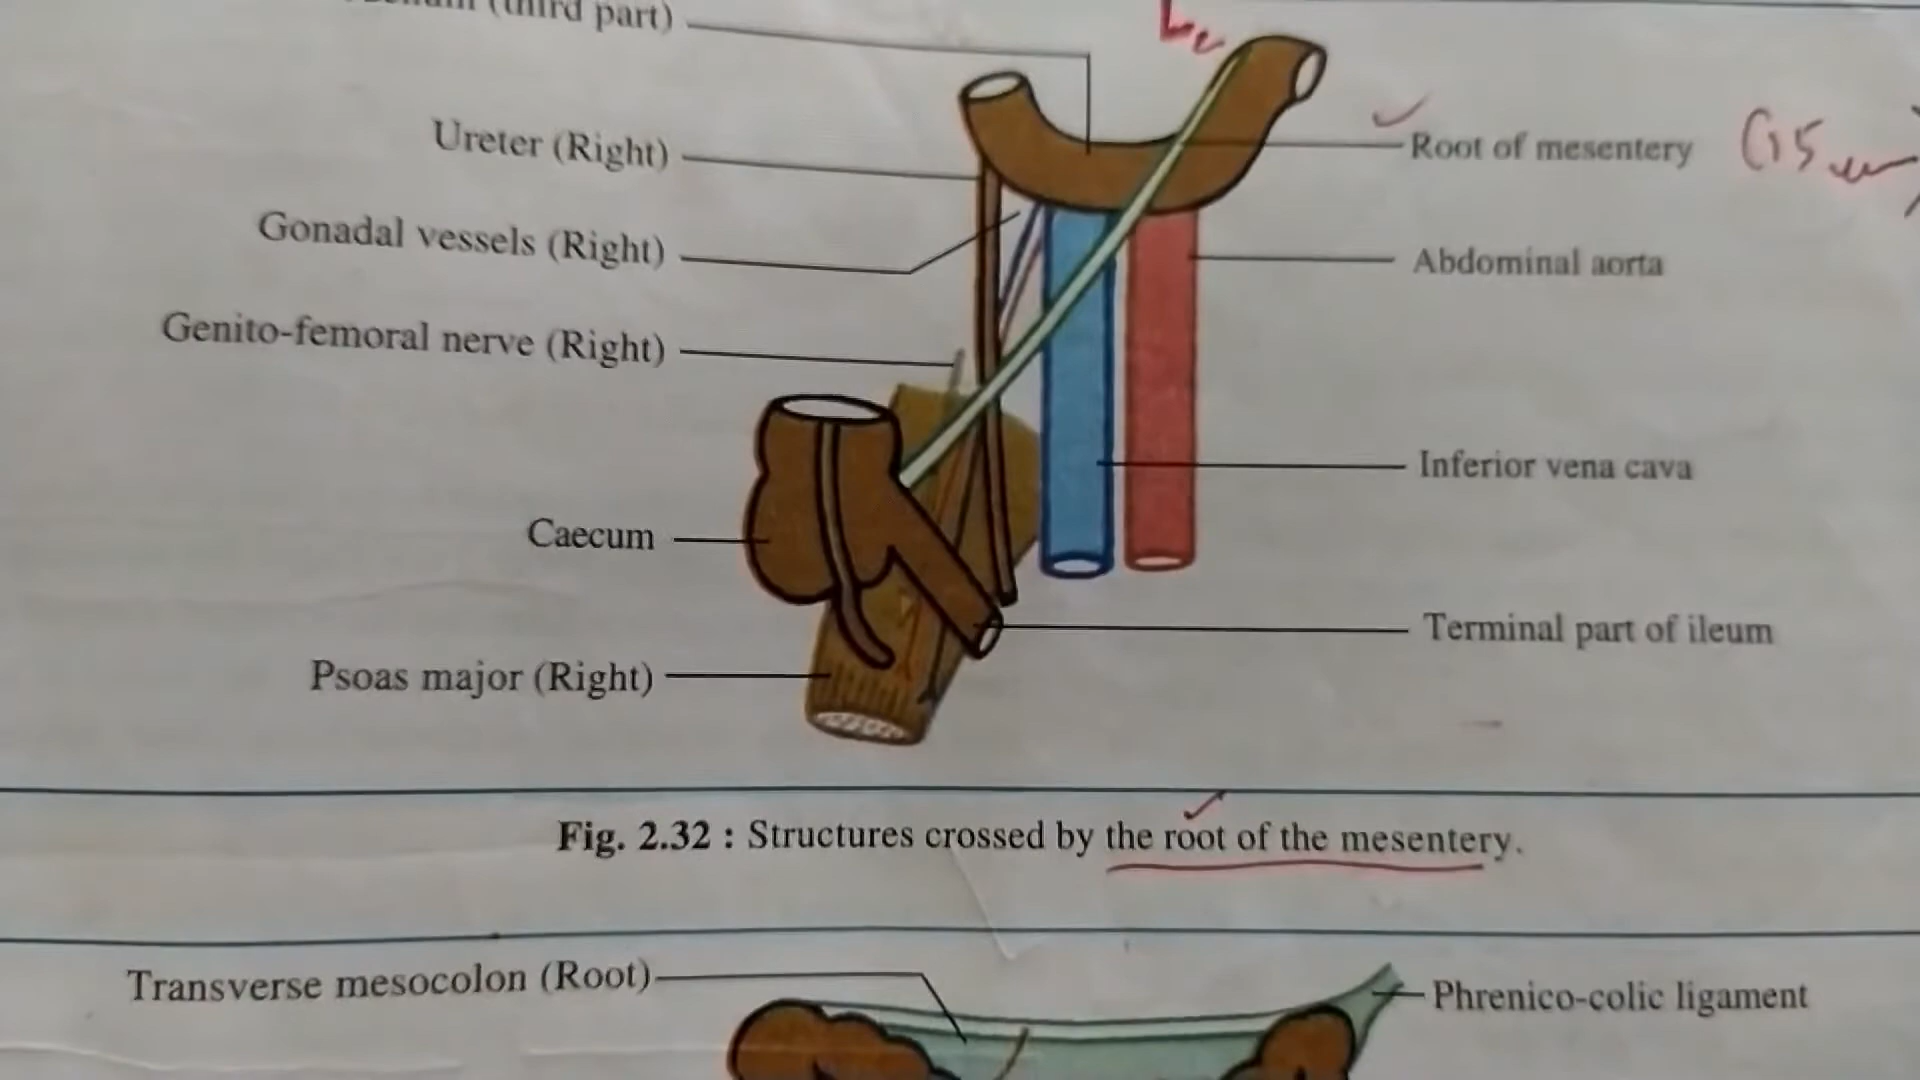 (third part)
Ureter (Right)
Root of mesentery (15
Gonadal vessels (Right)
Abdominal aorta
Genito-femoral nerve (Right)
Inferior vena cava
Caecum
Terminal part of ileum
Psoas major (Right)
Fig. 2.32 : Structures crossed by the root of the mesentery.
Transverse mesocolon (Root)
Phrenico-colic ligament